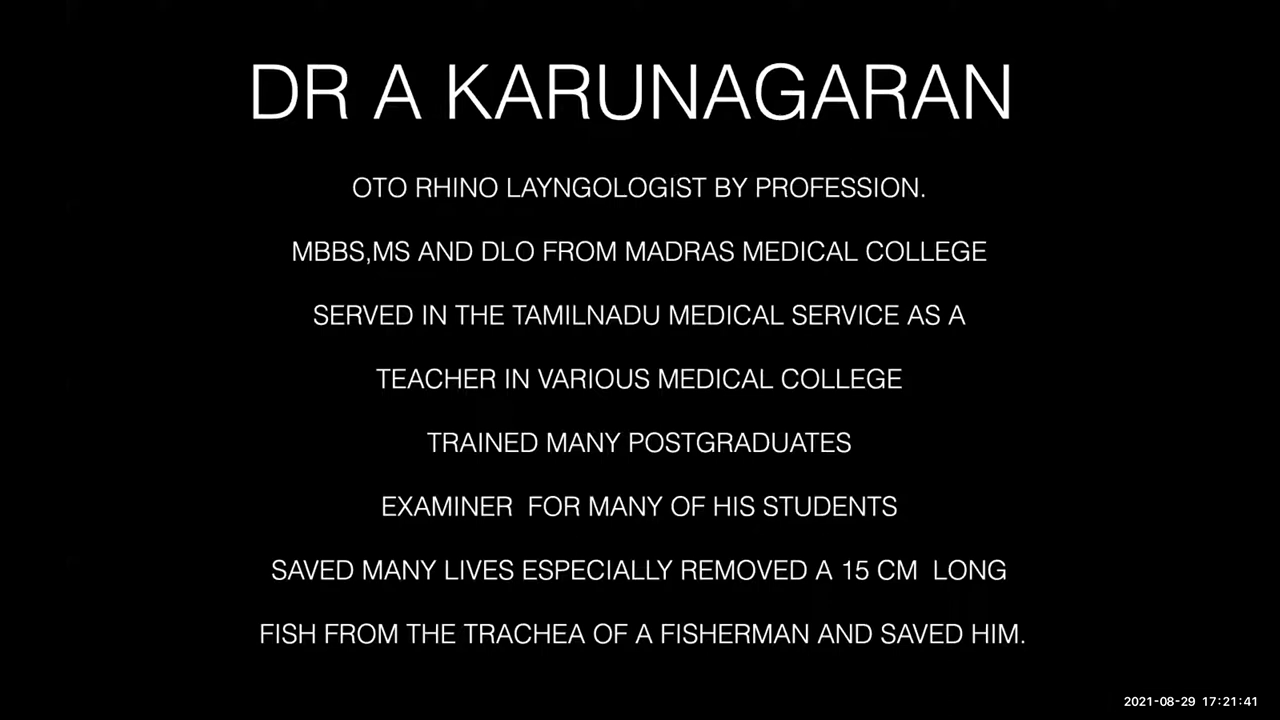 DR A KARUNAGARAN
OTO RHINO LAYNGOLOGIST BY PROFESSION.
MBBS,MS AND DLO FROM MADRAS MEDICAL COLLEGE
SERVED IN THE TAMILNADU MEDICAL SERVICE AS A
TEACHER IN VARIOUS MEDICAL COLLEGE
TRAINED MANY POSTGRADUATES
EXAMINER  FOR MANY OF HIS STUDENTS
SAVED MANY LIVES ESPECIALLY REMOVED A 15 CM  LONG
FISH FROM THE TRACHEA OF A FISHERMAN AND SAVED HIM.
2021-08-29 17:21:41